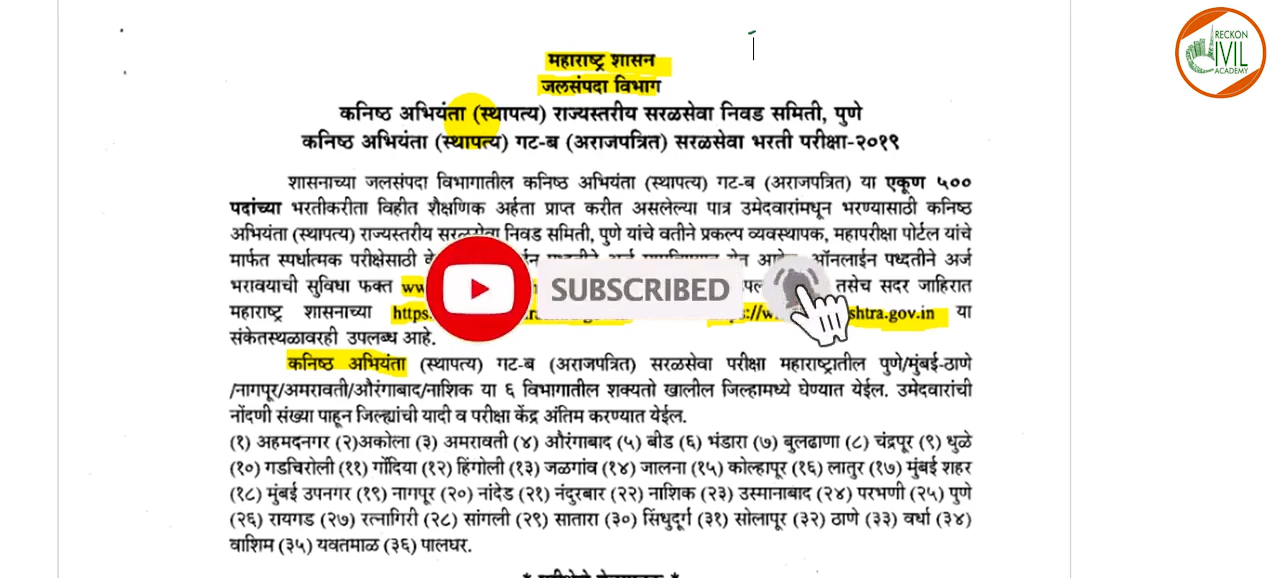 RECKON
CIVIL
ACADEMY
महाराष्ट्र शासन
जलसंपदा विभाग
कनिष्ठ अभियंता (स्थापत्य) राज्यस्तरीय सरळसेवा निवड समिती, पुणे
कनिष्ठ अभियंता (स्थापत्य) गट-ब (अराजपत्रित) सरळसेवा भरती परीक्षा-२०१९
शासनाच्या जलसंपदा विभागातील कनिष्ठ अभियंता (स्थापत्य) गट-ब (अराजपत्रित) या एकूण ५००
पदांच्या भरतीकरीता विहीत शैक्षणिक अर्हता प्राप्त करीत असलेल्या पात्र उमेदवारांमधून भरण्यासाठी कनिष्ठ
अभियंता (स्थापत्य) राज्यस्तरीय सरळसेवा निवड समिती, पुणे यांचे वतीने प्रकल्प व्यवस्थापक, महापरीक्षा पोर्टल यांचे
मार्फत स्पर्धात्मक परीक्षेसाठी ऑनलाईन पध्दतीने अर्ज
भरावयाची सुविधा फक्त तसेच सदर जाहिरात
SUBSCRIBED
महाराष्ट्र शासनाच्या https: shtra.gov.in या
संकेतस्थळावरही उपलब्ध आहे.
कनिष्ठ अभियंता (स्थापत्य) गट-ब (अराजपत्रित) सरळसेवा परीक्षा महाराष्ट्रातील पुणे/मुंबई-ठाणे
/नागपूर/अमरावती/औरंगाबाद/नाशिक या ६ विभागातील शक्यतो खालील जिल्हामध्ये घेण्यात येईल. उमेदवारांची
नोंदणी संख्या पाहून जिल्ह्यांची यादी व परीक्षा केंद्र अंतिम करण्यात येईल.
(१) अहमदनगर (२)अकोला (३) अमरावती (४) औरंगाबाद (५) बीड (६) भंडारा (७) बुलढाणा (८) चंद्रपूर (९) धुळे
(१०) गडचिरोली (११) गोंदिया (१२) हिंगोली (१३) जळगांव (१४) जालना (१५) कोल्हापूर (१६) लातुर (१७) मुंबई शहर
(१८) मुंबई उपनगर (१९) नागपूर (२०) नांदेड (२१) नंदुरबार (२२) नाशिक (२३) उस्मानाबाद (२४) परभणी (२५) पुणे
(२६) रायगड (२७) रत्नागिरी (२८) सांगली (२९) सातारा (३०) सिंधुदूर्ग (३१) सोलापूर (३२) ठाणे (३३) वर्धा (३४)
वाशिम (३५) यवतमाळ (३६) पालघर.